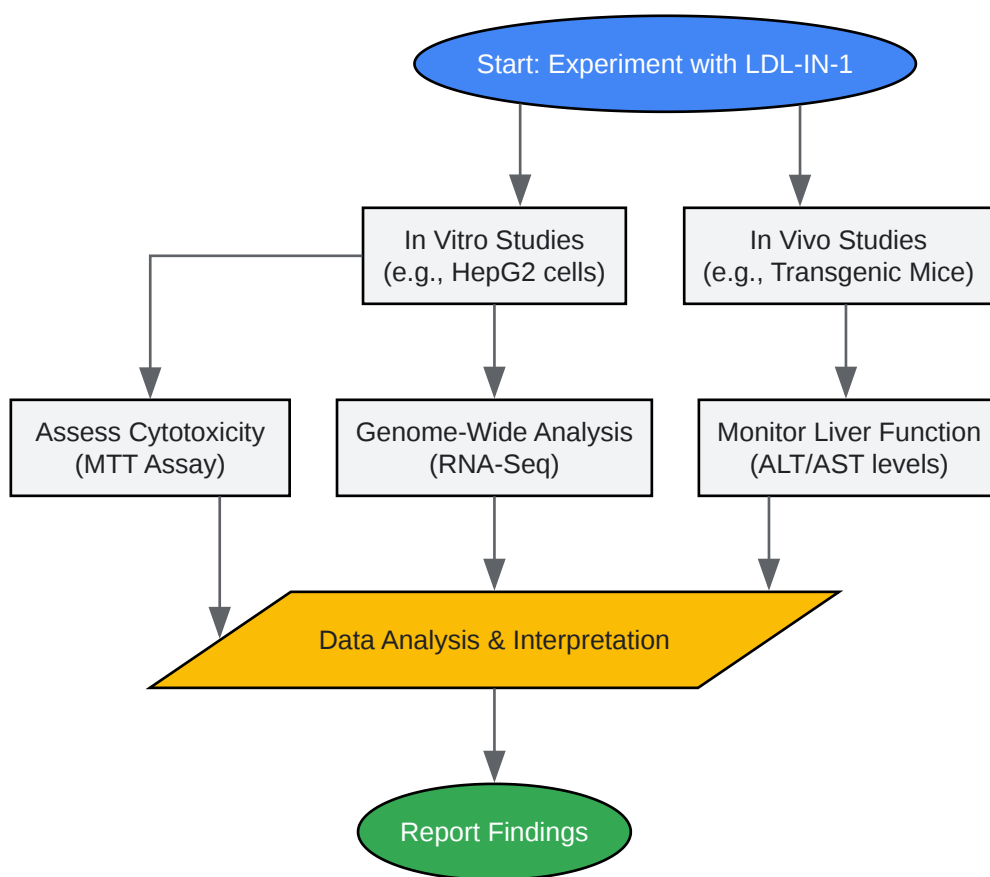 Start: Experiment with LDL-IN-1
In Vitro Studies
(e.g., HepG2 cells)
In Vivo Studies
(e.g., Transgenic Mice)
Assess Cytotoxicity
(MTT Assay)
Genome-Wide Analysis
(RNA-Seq)
Monitor Liver Function
(ALT/AST levels)
Data Analysis & Interpretation
Report Findings